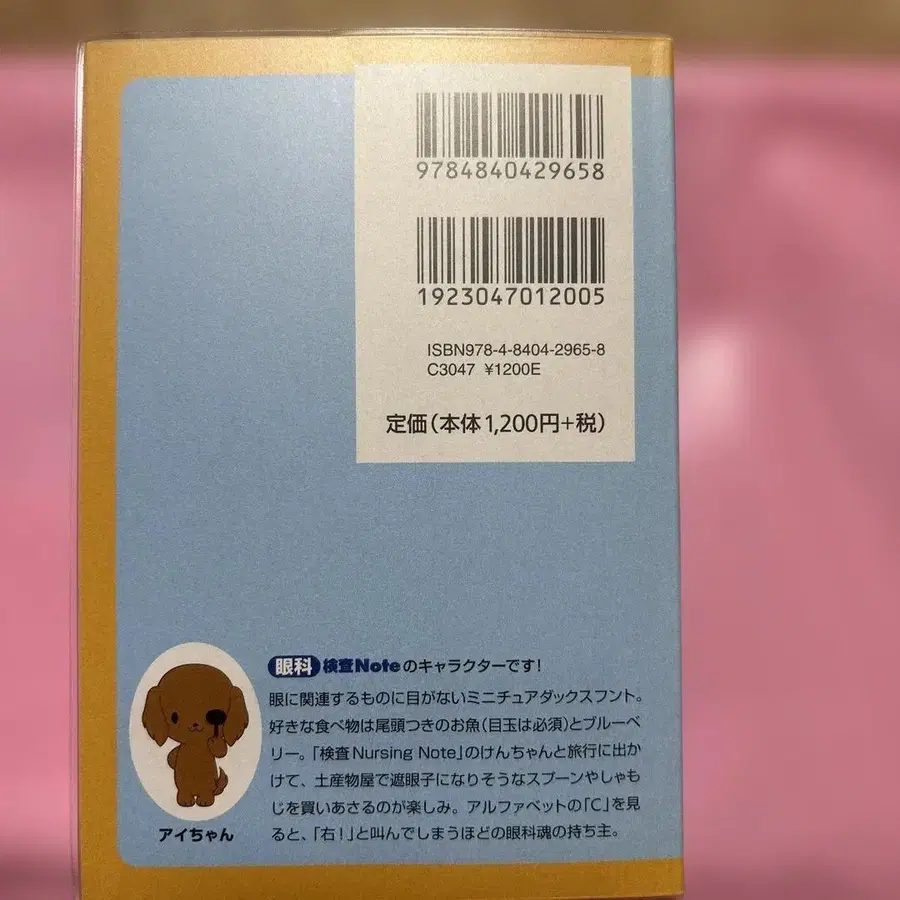 9784840429658
1923047012005
ISBN978-4-8404-2965-8
C3047 ¥1200E
定価(本体1,200円+税)
眼科 検査Noteのキャラクターです!
眼に関連するものに目がないミニチュアダックスフント。
好きな食べ物は尾頭つきのお魚(目玉は必須)とブルーベ
リー。「検査Nursing Note」のけんちゃんと旅行に出か
けて、土産物屋で遮眼子になりそうなスプーンやしゃも
じを買いあさるのが楽しみ。アルファベットの「C」を見
ると、「右!」と叫んでしまうほどの眼科魂の持ち主。
アイちゃん